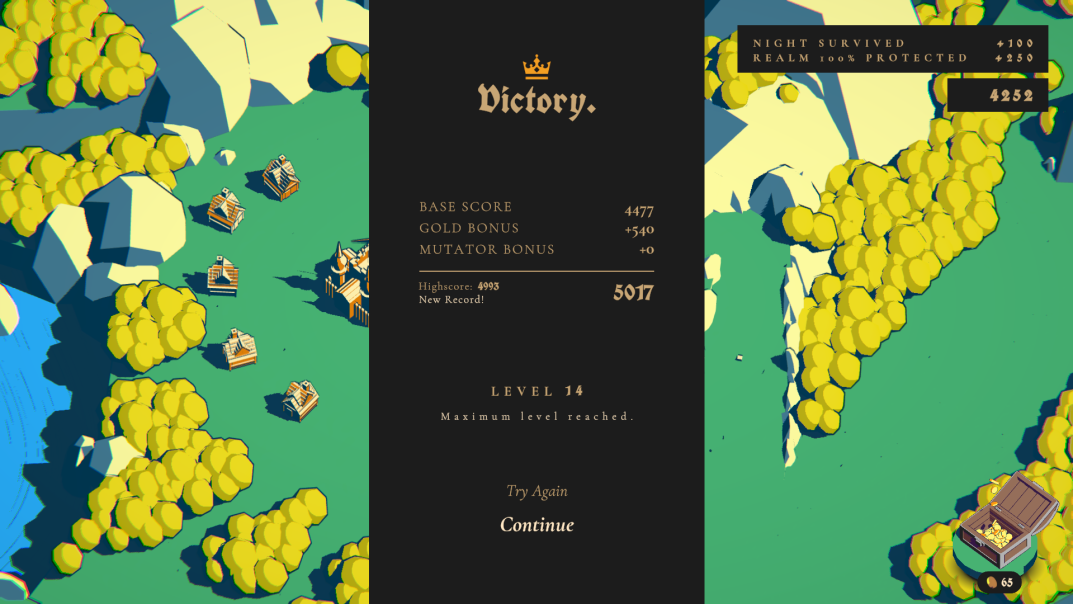 Victory.
BASE SCORE 4477
GOLD BONUS +540
MUTATOR BONUS +0
Highscore: 4993
New Record!
5017
LEVEL 14
Maximum level reached.
Try Again
Continue
NIGHT SURVIVED +100
REALM 100% PROTECTED +250
4252
65